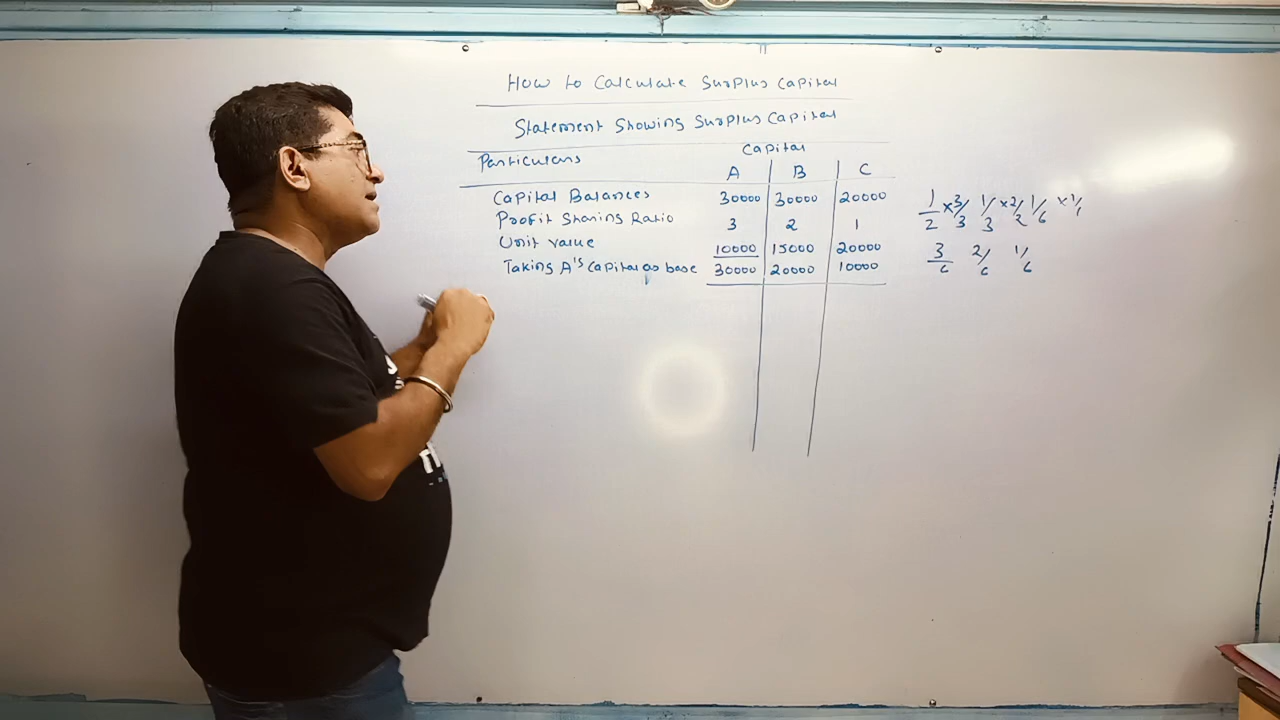 How to Calculate Surplus Capital
Statement Showing Surplus Capital
Particulars Capital
A B C
Capital Balances 30000 30000 20000
Profit Sharing Ratio 3 2 1
Unit Value 10000 15000 20000
Taking A's Capital as base 30000 20000 10000
1/2 ×3/3 1/3 ×2/2 1/6 ×1/1
3/6 2/6 1/6